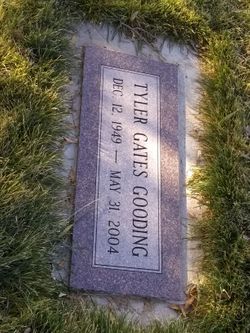 TYLER GATES GOODING
DEC. 12, 1949 — MAY 31, 2004